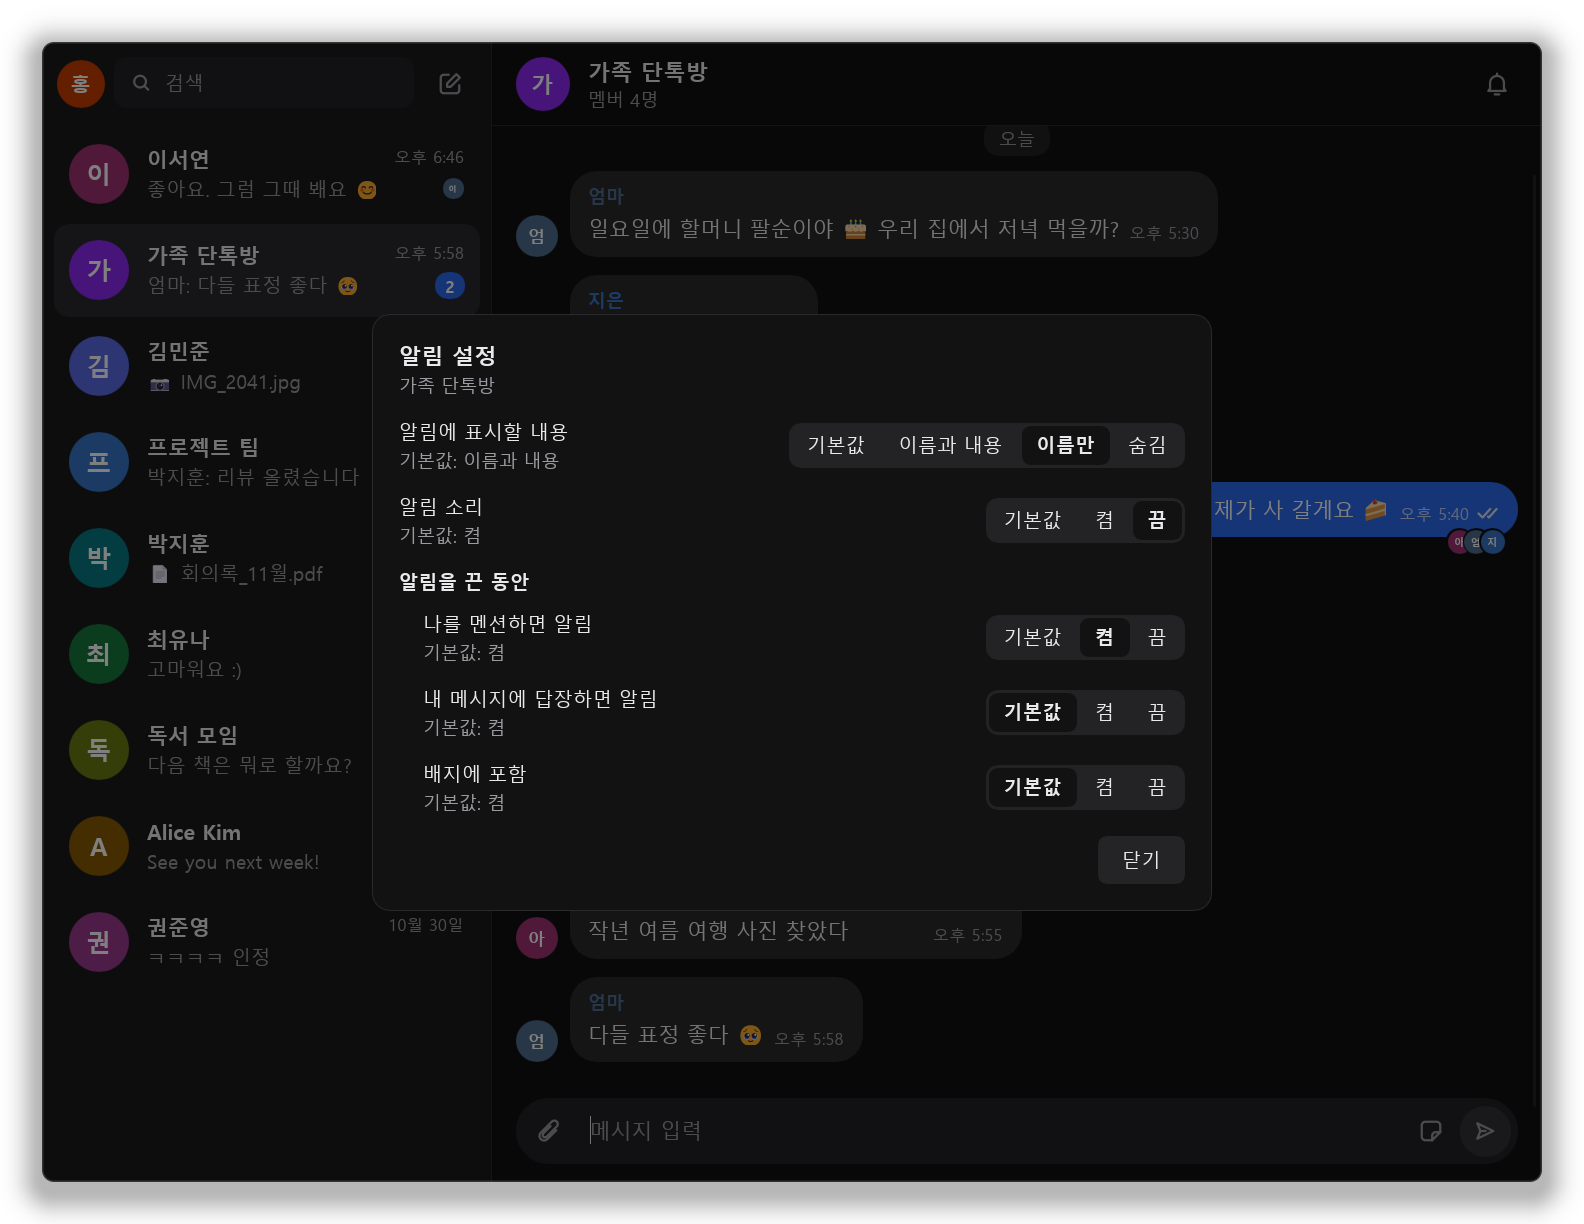 홍
검색
이
이서연
오후 6:46
좋아요. 그럼 그때 봬요 😊
이
가
가족 단톡방
오후 5:58
엄마: 다들 표정 좋다 🥺
2
김
김민준
📷 IMG_2041.jpg
프
프로젝트 팀
박지훈: 리뷰 올렸습니다
박
박지훈
📄 회의록_11월.pdf
최
최유나
고마워요 :)
독
독서 모임
다음 책은 뭐로 할까요?
A
Alice Kim
See you next week!
권
권준영
10월 30일
ㅋㅋㅋㅋ 인정
가
가족 단톡방
멤버 4명
오늘
엄마
엄
일요일에 할머니 팔순이야 🎂 우리 집에서 저녁 먹을까? 오후 5:30
지은
제가 사 갈게요 🍰 오후 5:40
아 엄 지
알림 설정
가족 단톡방
알림에 표시할 내용
기본값: 이름과 내용
기본값 이름과 내용 이름만 숨김
알림 소리
기본값: 켬
기본값 켬 끔
알림을 끈 동안
나를 멘션하면 알림
기본값: 켬
기본값 켬 끔
내 메시지에 답장하면 알림
기본값: 켬
기본값 켬 끔
배지에 포함
기본값: 켬
기본값 켬 끔
닫기
아
작년 여름 여행 사진 찾았다 오후 5:55
엄마
엄
다들 표정 좋다 🥺 오후 5:58
메시지 입력